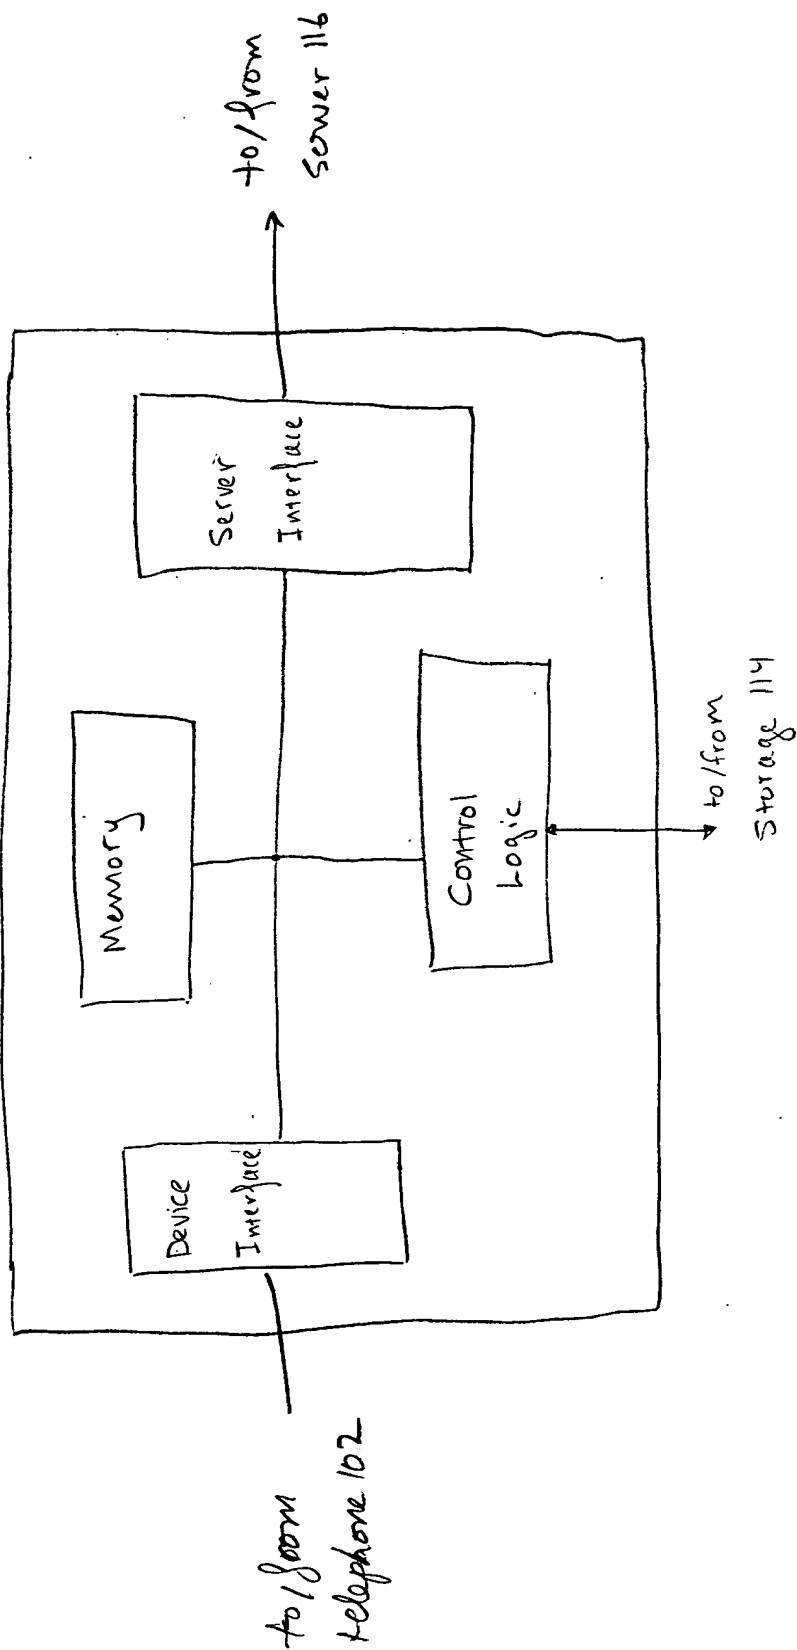 to/from
telephone 102
Device
Interface
Memory
Control
Logic
Server
Interface
to/from
Server 116
to/from
Storage 114